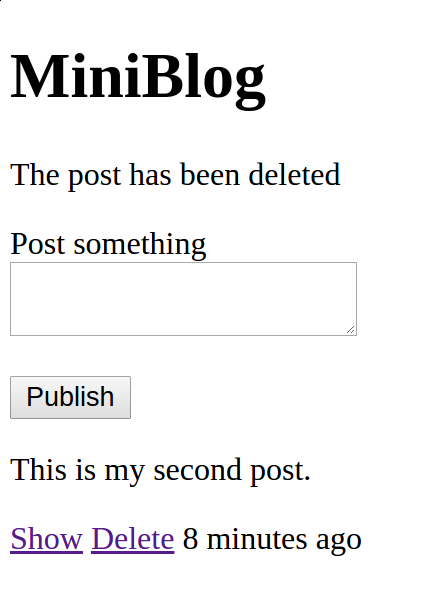 MiniBlog
The post has been deleted
Post something
Publish
This is my second post.
Show Delete 8 minutes ago